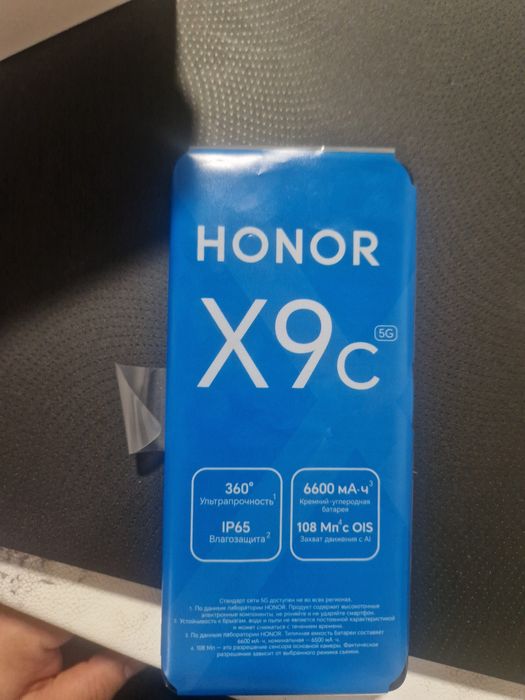 HONOR
X9c 5G
360°
Ультрапрочность¹
IP65
Влагозащита²
6600 мА·ч³
Кремний-углеродная
батарея
108 Мп⁴с OIS
Захват движения с AI
Стандарт сети 5G доступен не во всех регионах.
1. По данным лаборатории HONOR. Продукт содержит высокоточные
электронные компоненты, не роняйте и не ударяйте смартфон.
2. Устойчивость к брызгам, воде и пыли не является постоянной характеристикой
и может снижаться с течением времени.
3. По данным лаборатории HONOR. Типичная емкость батареи составляет
6600 мА·ч, номинальная — 6500 мА·ч.
4. 108 Мп — это разрешение сенсора основной камеры. Фактическое
разрешение зависит от выбранного режима съемки.